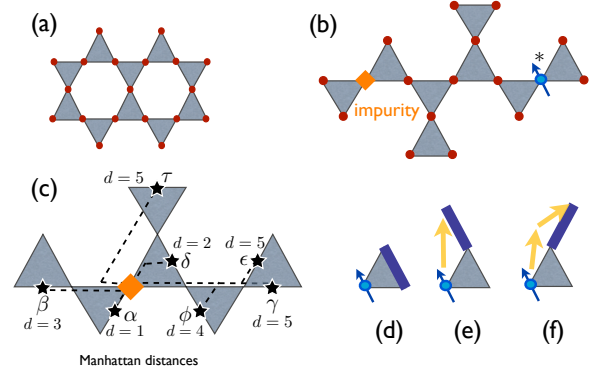 (a)
(b)
*
impurity
(c)
d = 5 τ
d = 2
δ
d = 5
ϵ
β
d = 3
α
d = 1
ϕ
d = 4
γ
d = 5
Manhattan distances
(d)
(e)
(f)